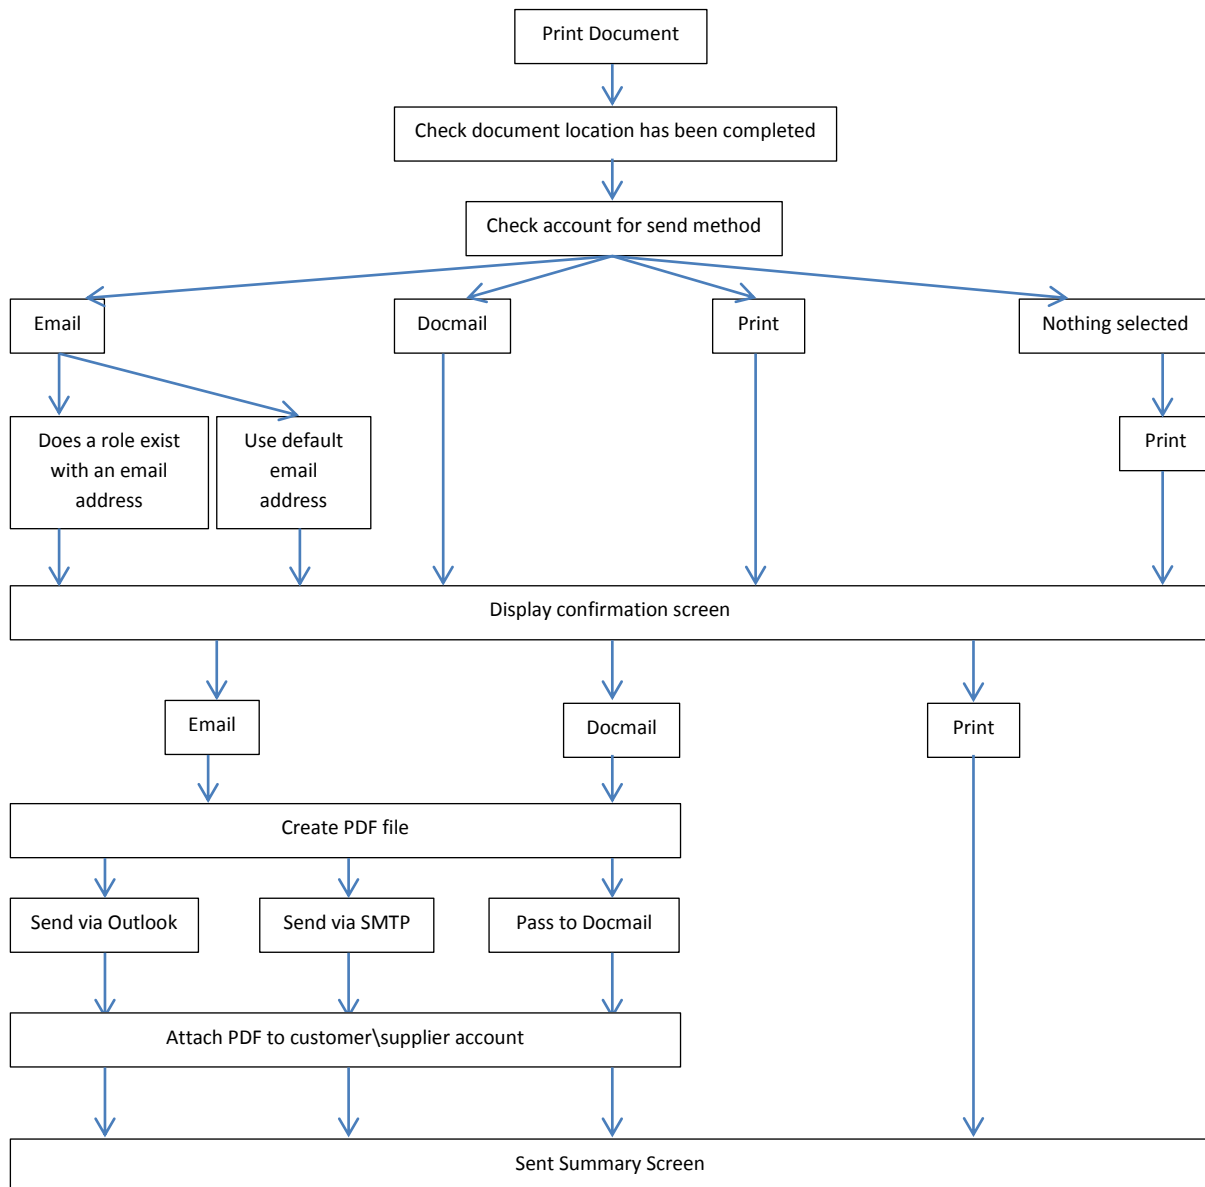 Print Document
Check document location has been completed
Check account for send method
Email
Docmail
Print
Nothing selected
Does a role exist
with an email
address
Use default
email
address
Print
Display confirmation screen
Email
Docmail
Print
Create PDF file
Send via Outlook
Send via SMTP
Pass to Docmail
Attach PDF to customer\supplier account
Sent Summary Screen